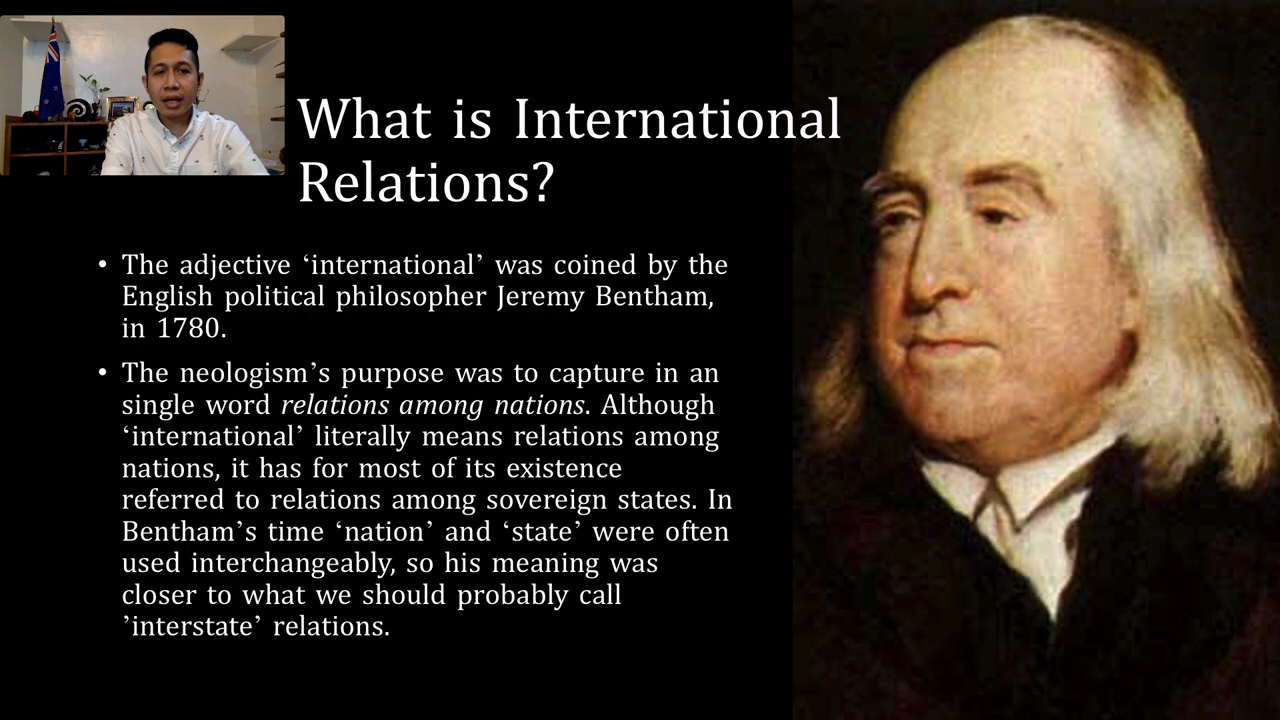 What is International
Relations?
• The adjective ‘international’ was coined by the
English political philosopher Jeremy Bentham,
in 1780.
• The neologism’s purpose was to capture in an
single word relations among nations. Although
‘international’ literally means relations among
nations, it has for most of its existence
referred to relations among sovereign states. In
Bentham’s time ‘nation’ and ‘state’ were often
used interchangeably, so his meaning was
closer to what we should probably call
’interstate’ relations.